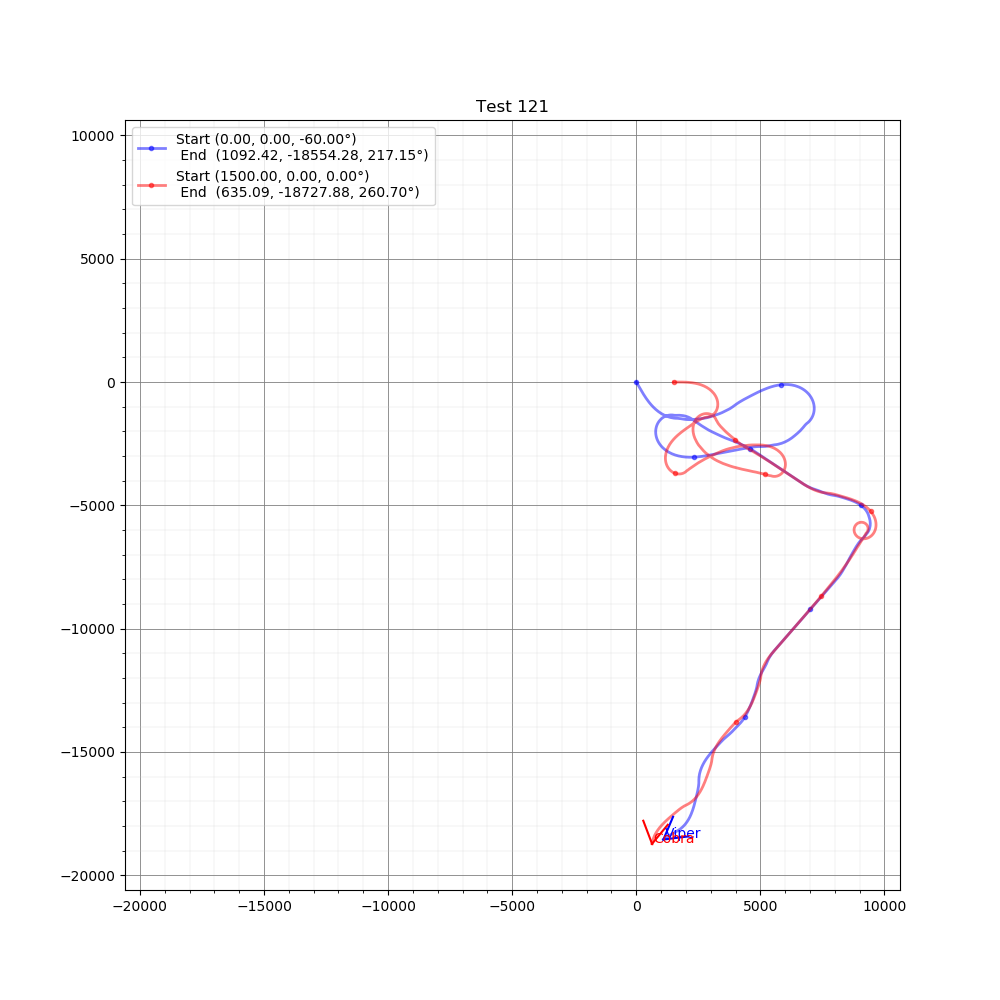 Test 121
Start (0.00, 0.00, -60.00°)
End (1092.42, -18554.28, 217.15°)
Start (1500.00, 0.00, 0.00°)
End (635.09, -18727.88, 260.70°)
10000
5000
0
−5000
−10000
−15000
−20000
Viper
Cobra
−20000 −15000 −10000 −5000 0 5000 10000